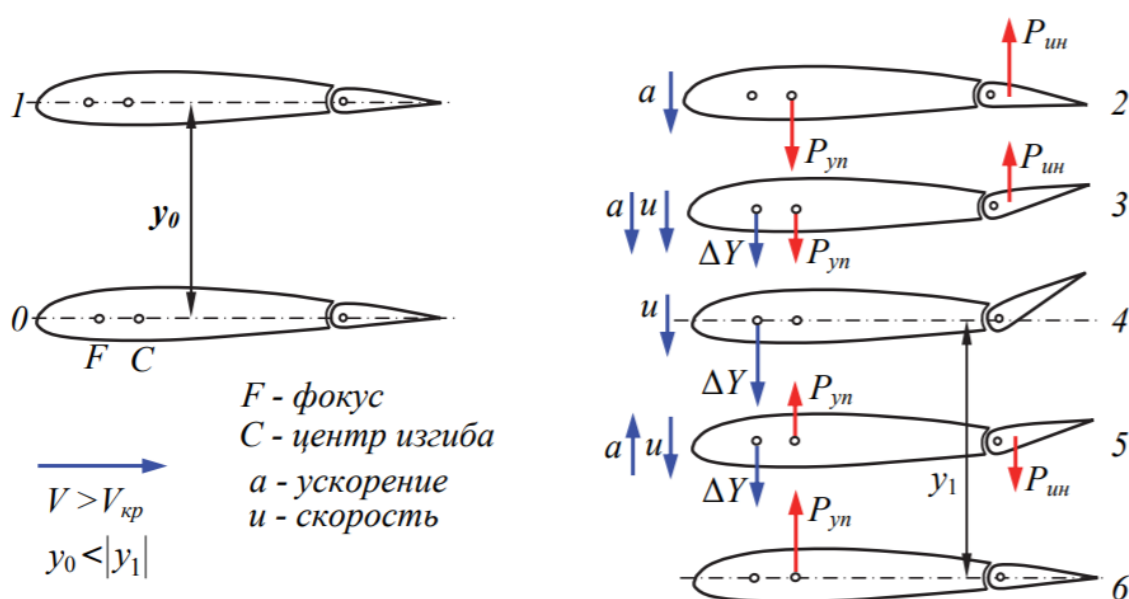 1
y₀
0
F C
F - фокус
C - центр изгиба
a - ускорение
u - скорость
V > Vкр
y₀ < |y₁|
Pин
a
2
Pуп
Pин
a u
3
ΔY Pуп
u
4
ΔY Pуп
a u
5
ΔY
y₁
Pин
Pуп
6